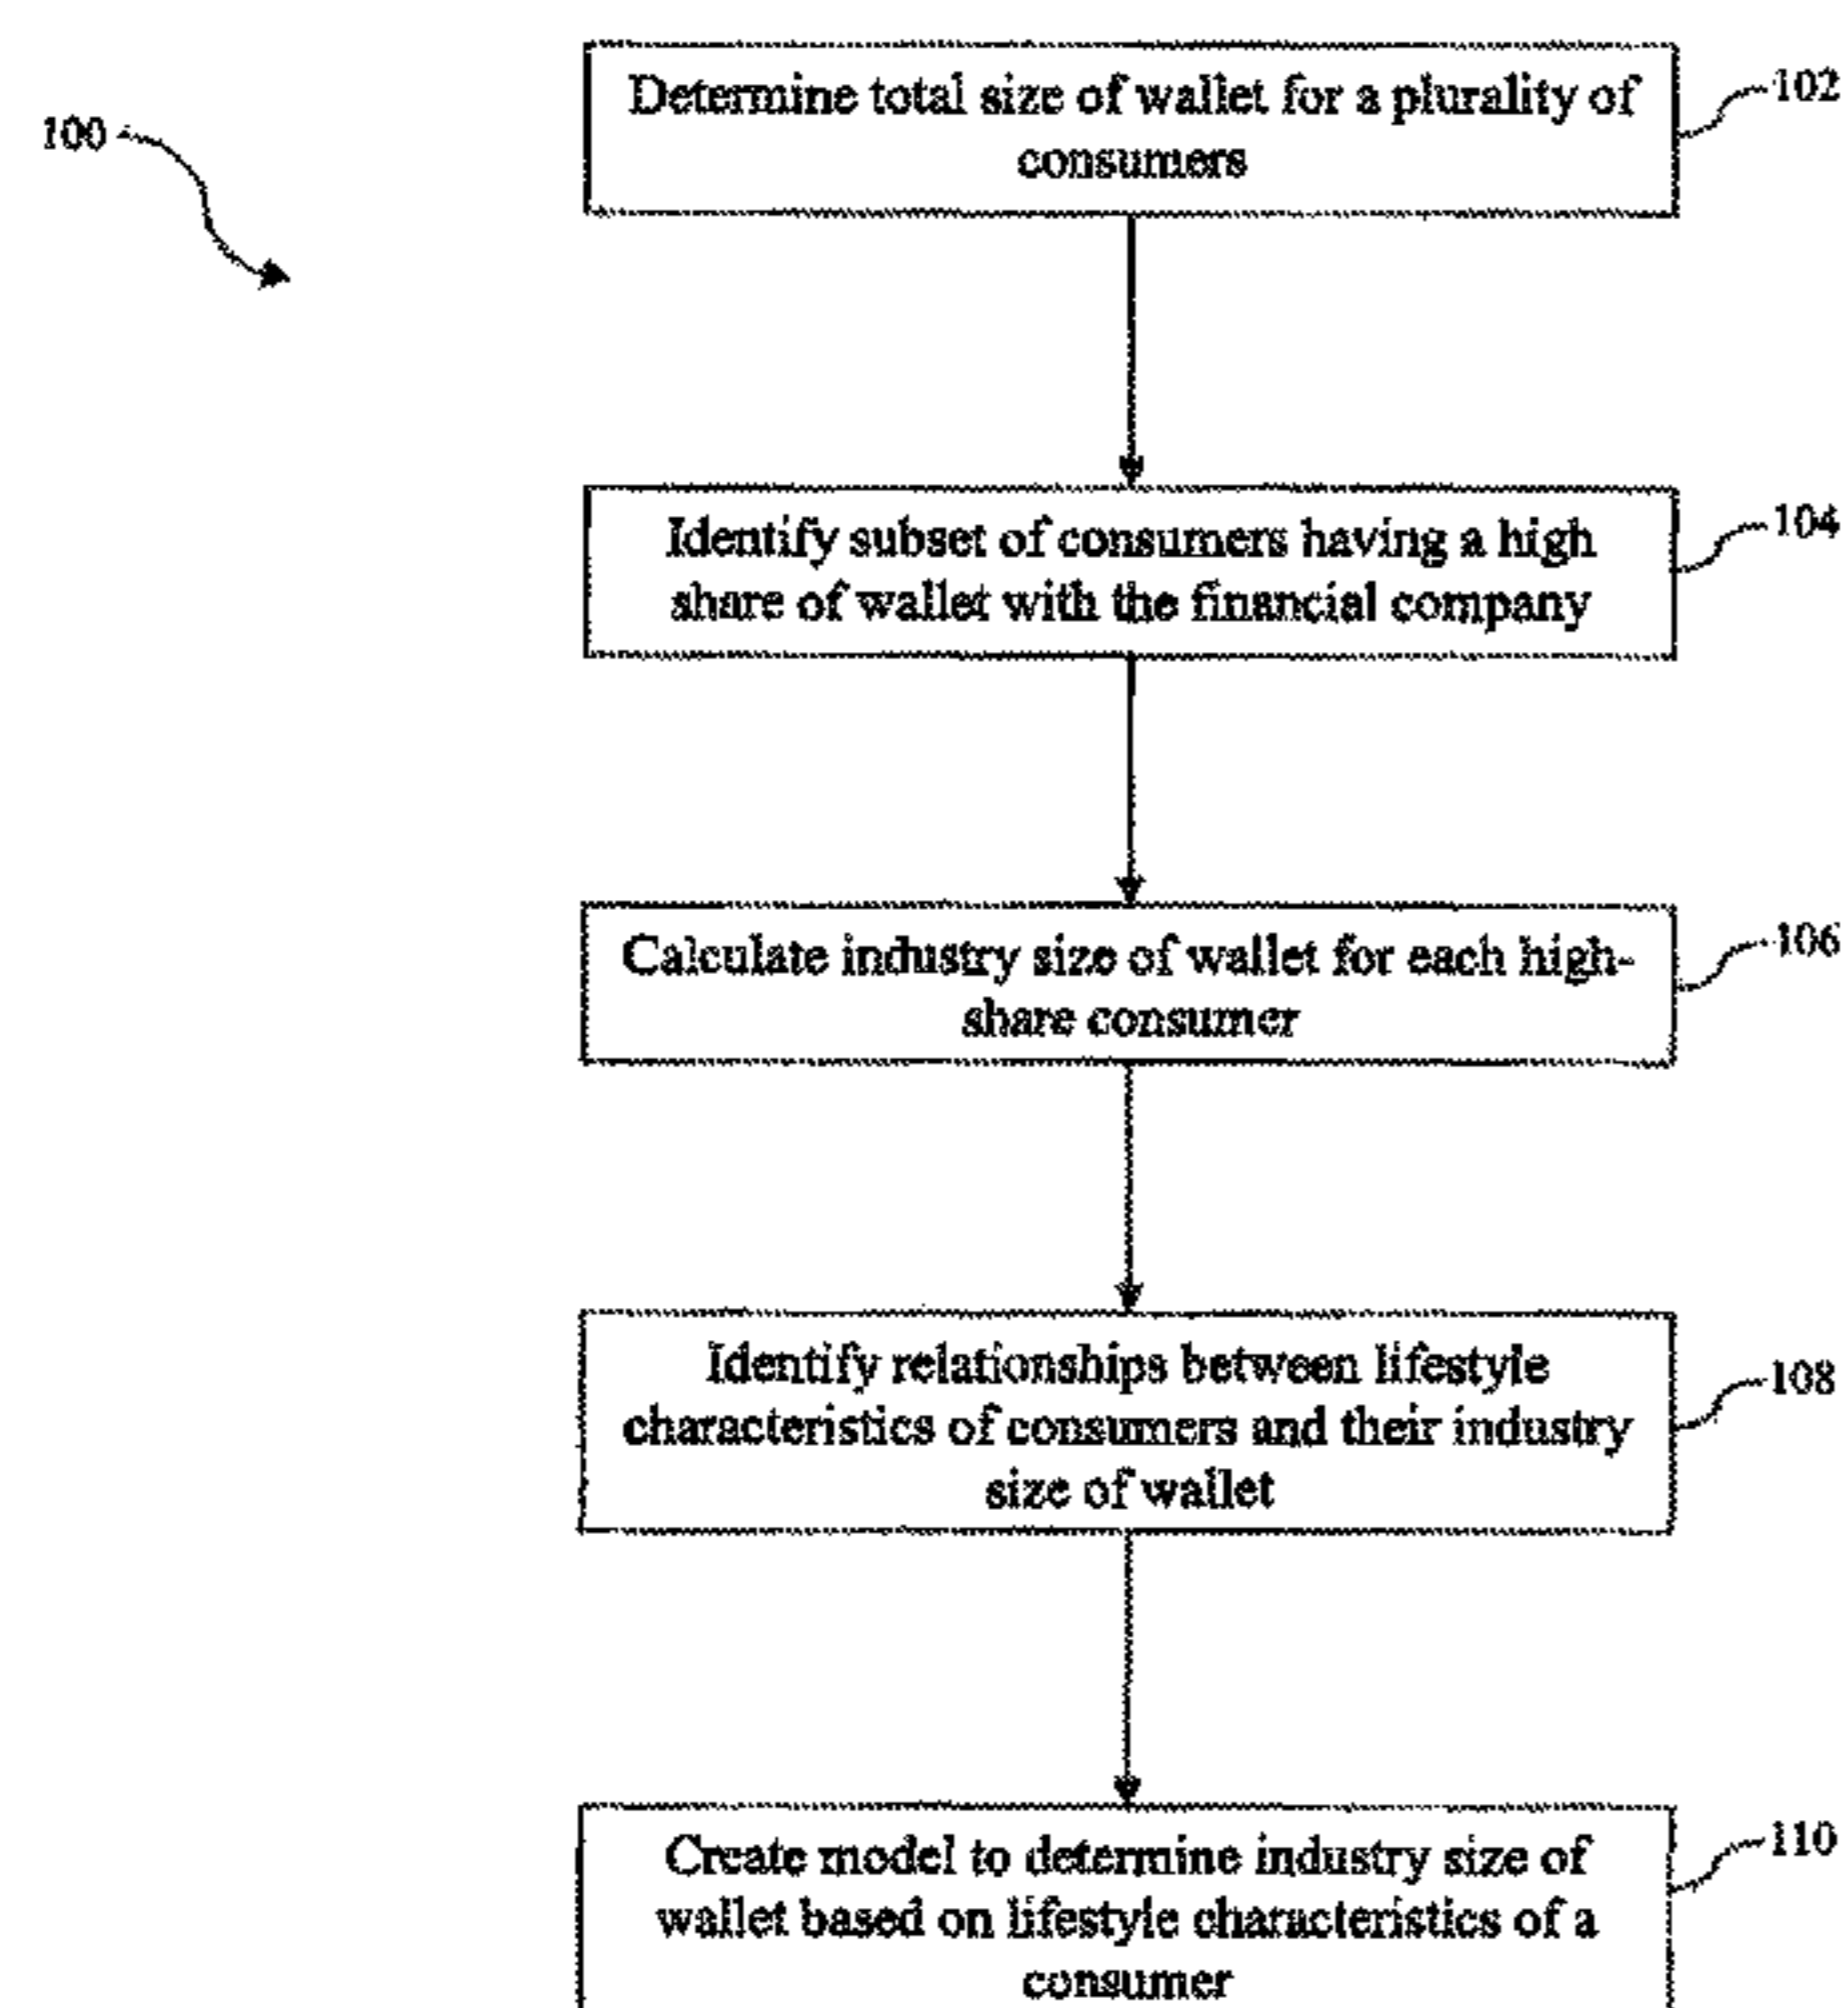 100
Determine total size of wallet for a plurality of
consumers
102
Identify subset of consumers having a high
share of wallet with the financial company
104
Calculate industry size of wallet for each high-
share consumer
106
Identify relationships between lifestyle
characteristics of consumers and their industry
size of wallet
108
Create model to determine industry size of
wallet based on lifestyle characteristics of a
consumer
110